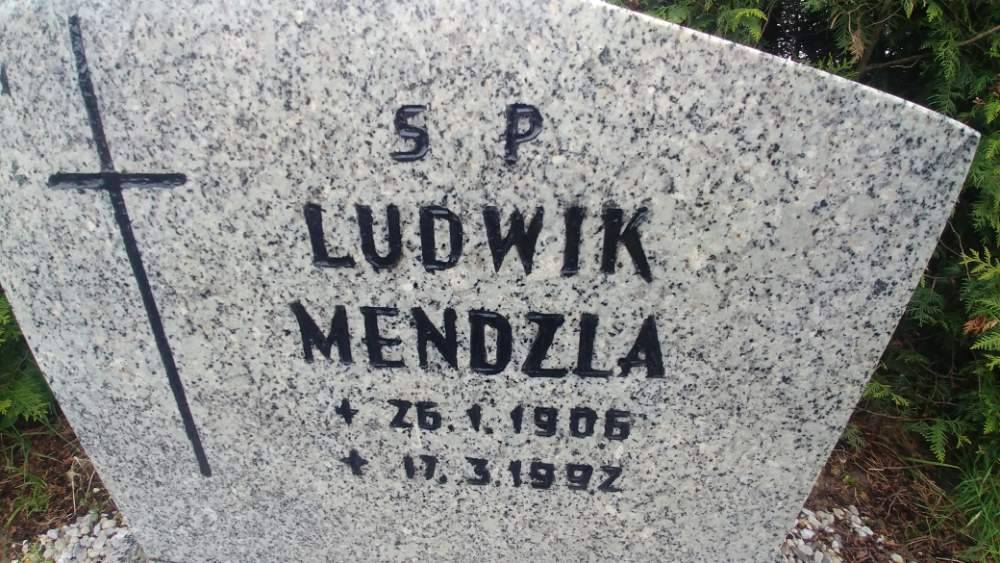 S P
LUDWIK
MENDZLA
26.1.1906
17.3.1992